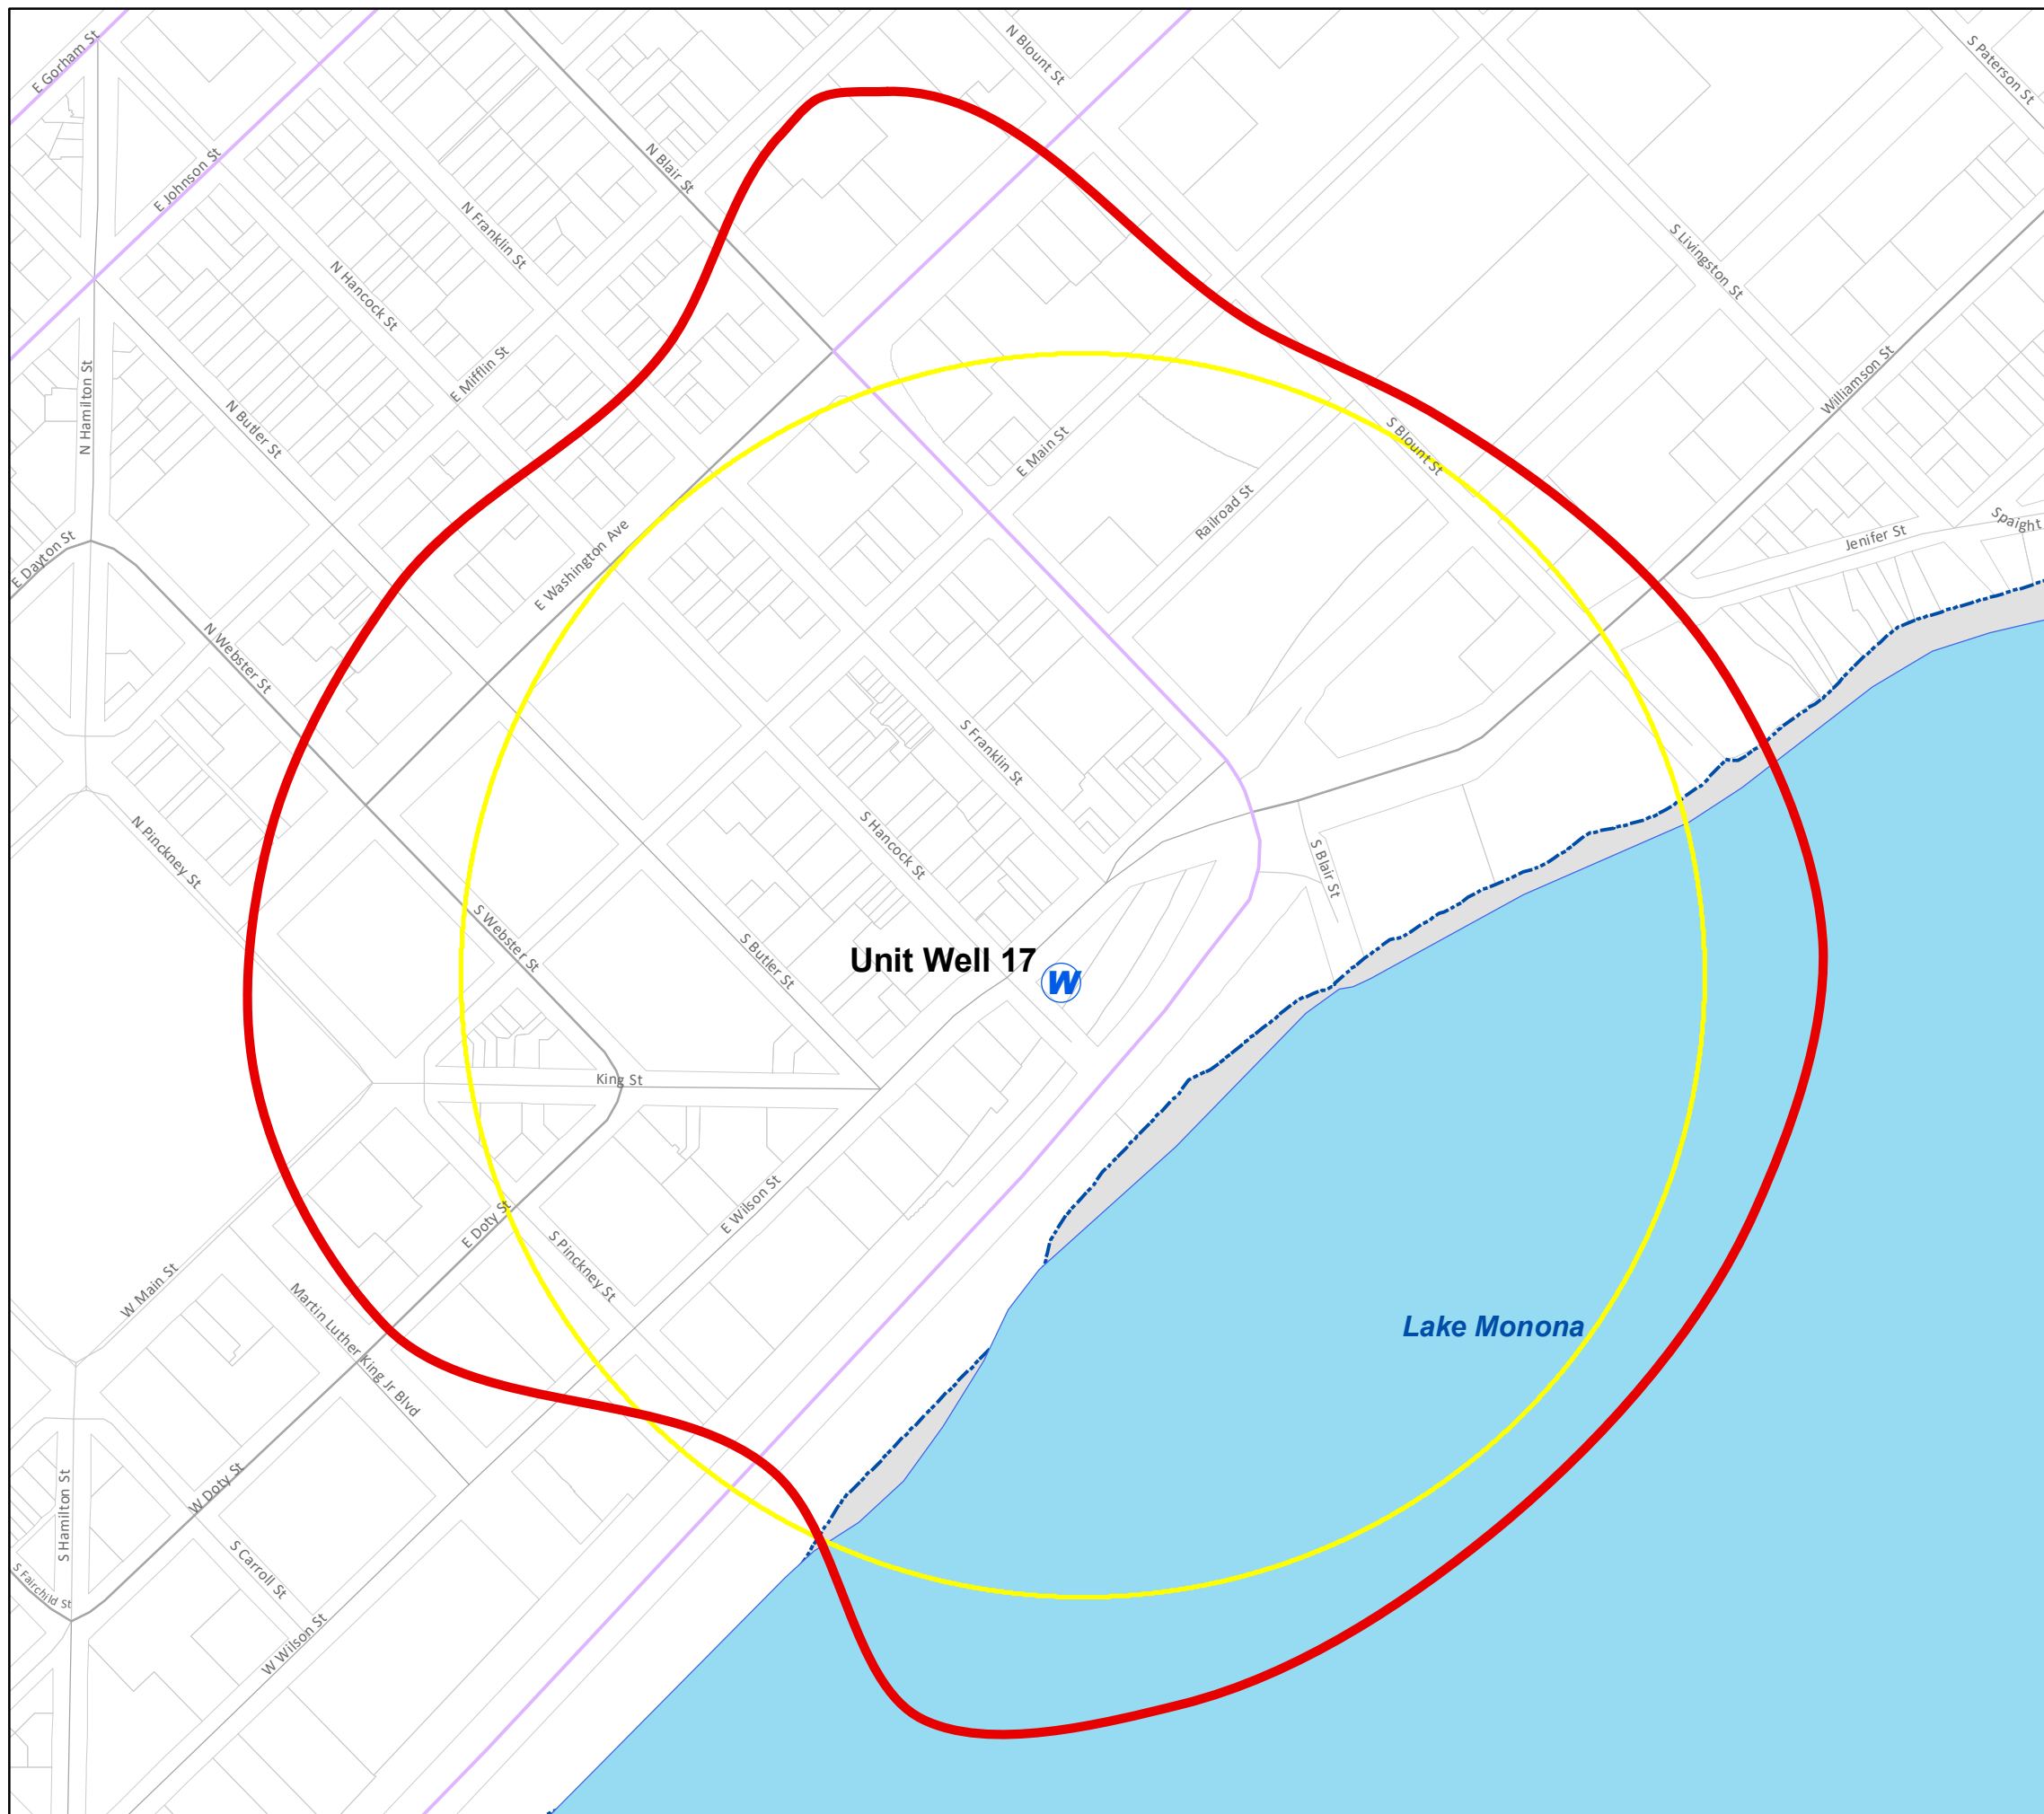 E Gorham St
N Blount St
S Paterson St
E Johnson St
N Blair St
N Franklin St
N Hancock St
S Livingston St
E Mifflin St
N Hamilton St
N Butler St
E Main St
S Blount St
Williamson St
Railroad St
Spaight
Jenifer St
E Dayton St
E Washington Ave
N Webster St
S Franklin St
N Pinckney St
S Hancock St
S Blair St
S Webster St
S Butler St
Unit Well 17
W
King St
E Wilson St
E Doty St
S Pinckney St
W Main St
Martin Luther King Jr Blvd
Lake Monona
W Doty St
S Hamilton St
S Carroll St
S Fairchild St
W Wilson St